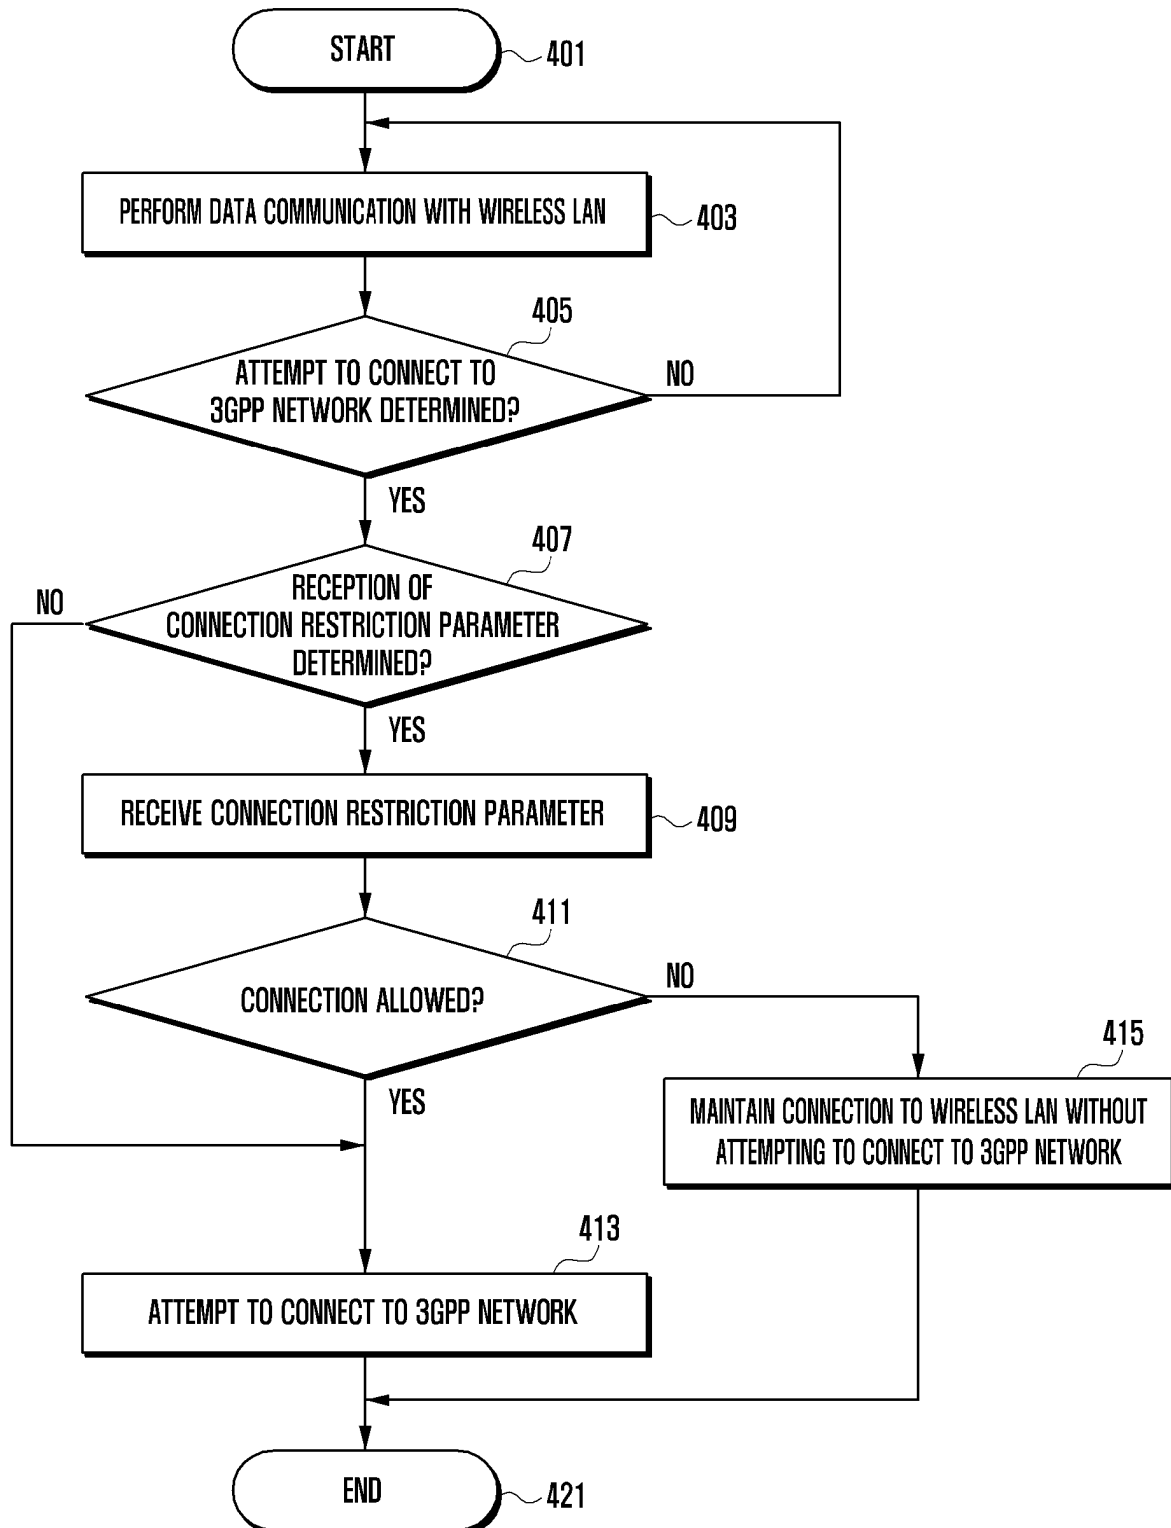 START
401
PERFORM DATA COMMUNICATION WITH WIRELESS LAN
403
405
ATTEMPT TO CONNECT TO
3GPP NETWORK DETERMINED?
NO
YES
407
NO
RECEPTION OF
CONNECTION RESTRICTION PARAMETER
DETERMINED?
YES
RECEIVE CONNECTION RESTRICTION PARAMETER
409
411
CONNECTION ALLOWED?
NO
YES
415
MAINTAIN CONNECTION TO WIRELESS LAN WITHOUT
ATTEMPTING TO CONNECT TO 3GPP NETWORK
413
ATTEMPT TO CONNECT TO 3GPP NETWORK
END
421